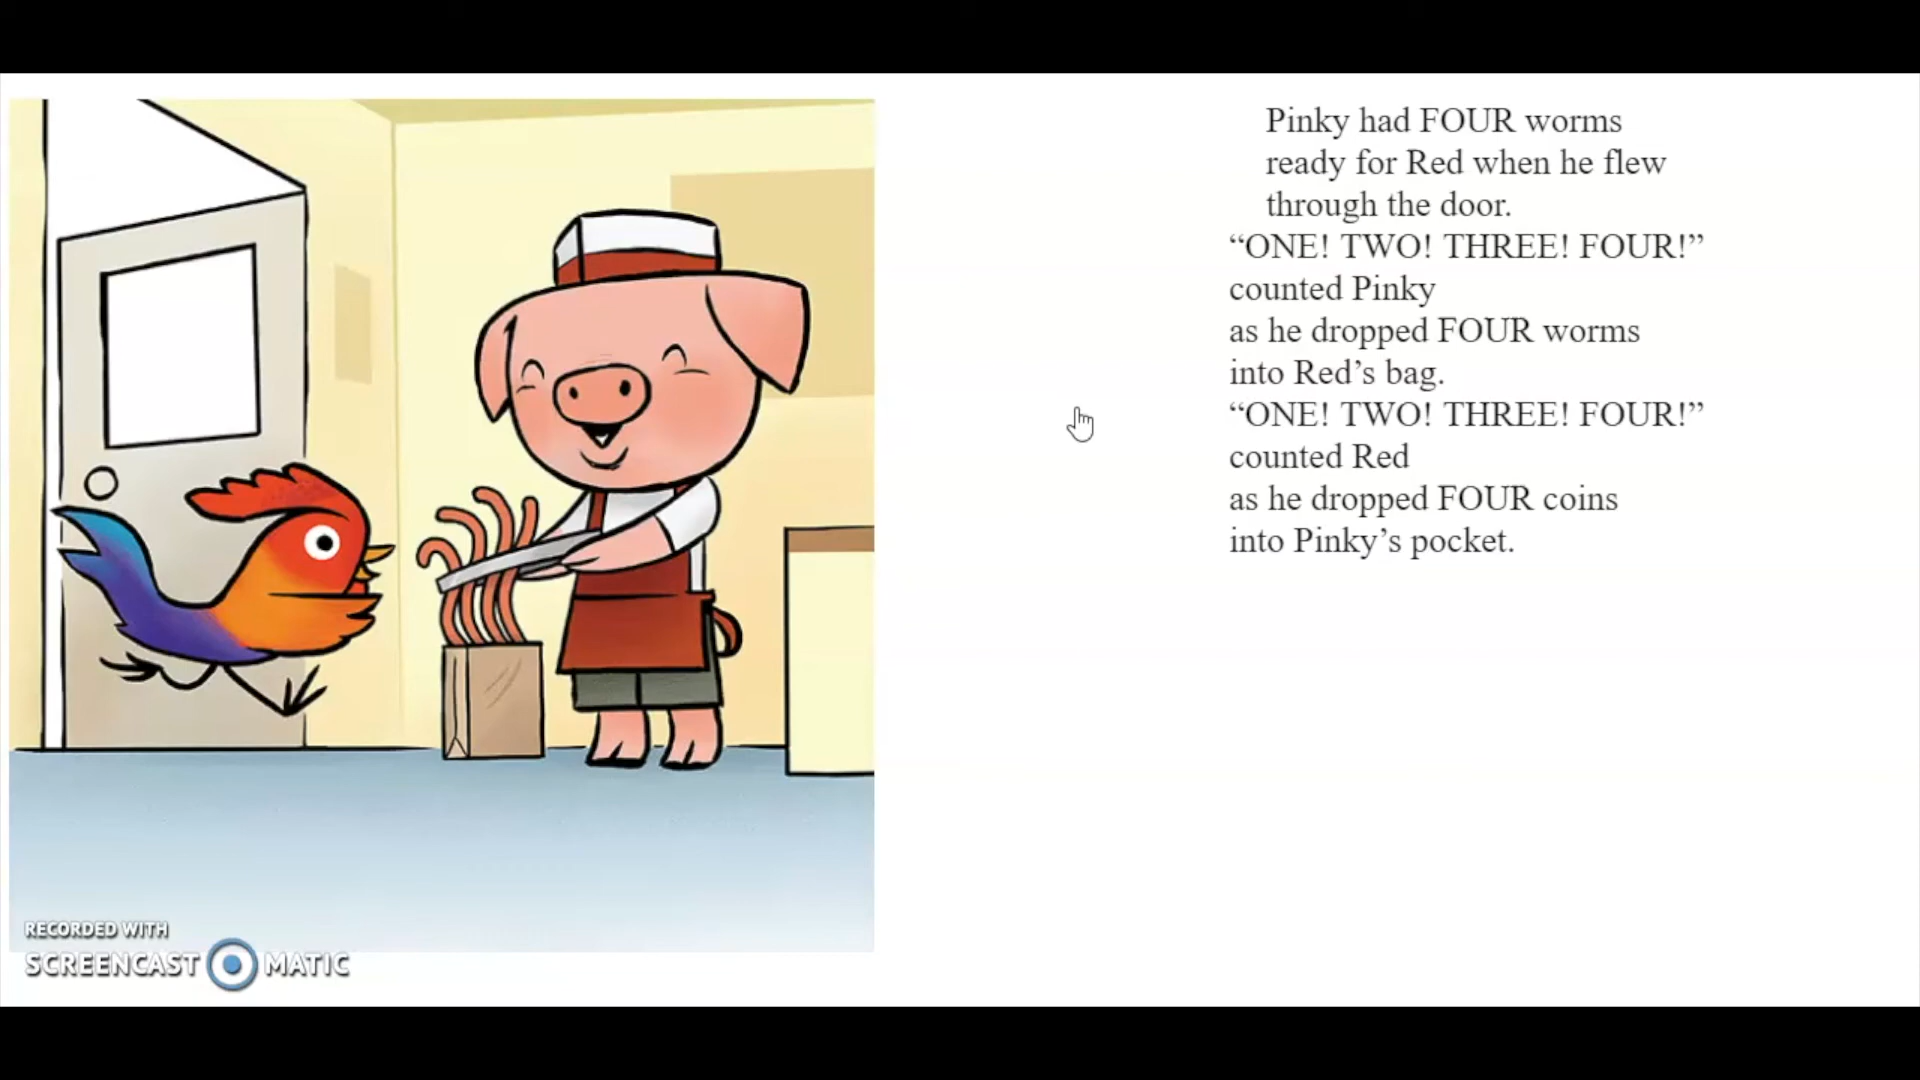 Pinky had FOUR worms
ready for Red when he flew
through the door.
“ONE! TWO! THREE! FOUR!”
counted Pinky
as he dropped FOUR worms
into Red’s bag.
“ONE! TWO! THREE! FOUR!”
counted Red
as he dropped FOUR coins
into Pinky’s pocket.
RECORDED WITH
SCREENCAST MATIC